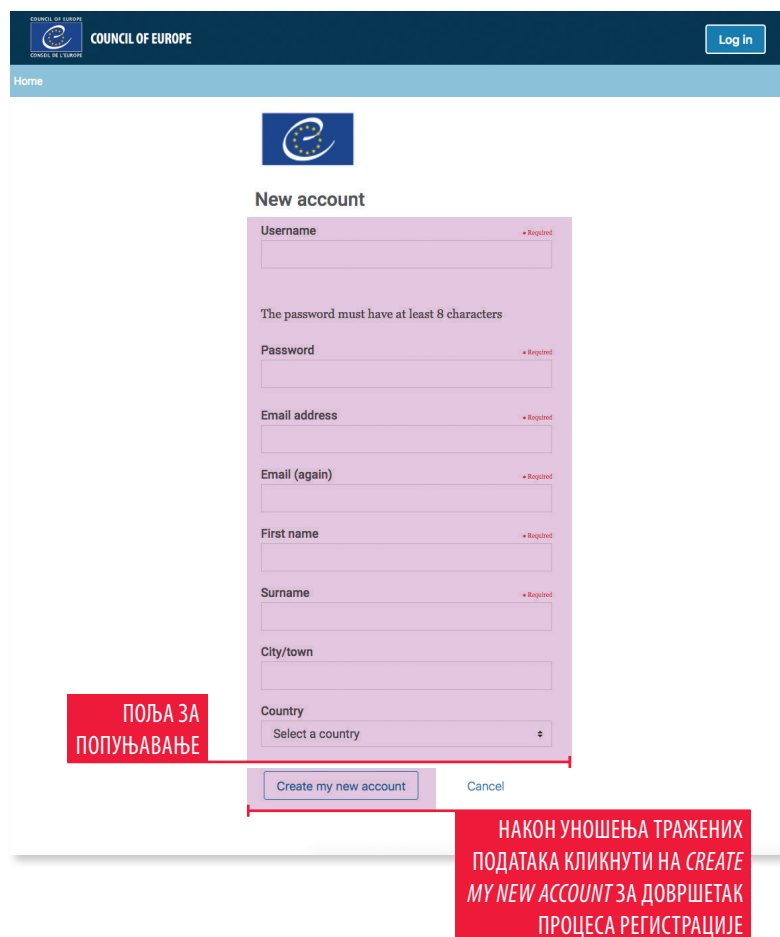 COUNCIL OF EUROPE
CONSEIL DE L'EUROPE
COUNCIL OF EUROPE
Log in
Home
New account
Username
• Required
The password must have at least 8 characters
Password
• Required
Email address
• Required
Email (again)
• Required
First name
• Required
Surname
• Required
City/town
Country
Select a country
ПОЉА ЗА
ПОПУЊАВАЊЕ
Create my new account
Cancel
НАКОН УНОШЕЊА ТРАЖЕНИХ
ПОДАТАКА КЛИКНУТИ НА CREATE
MY NEW ACCOUNT ЗА ДОВРШЕТАК
ПРОЦЕСА РЕГИСТРАЦИЈЕ